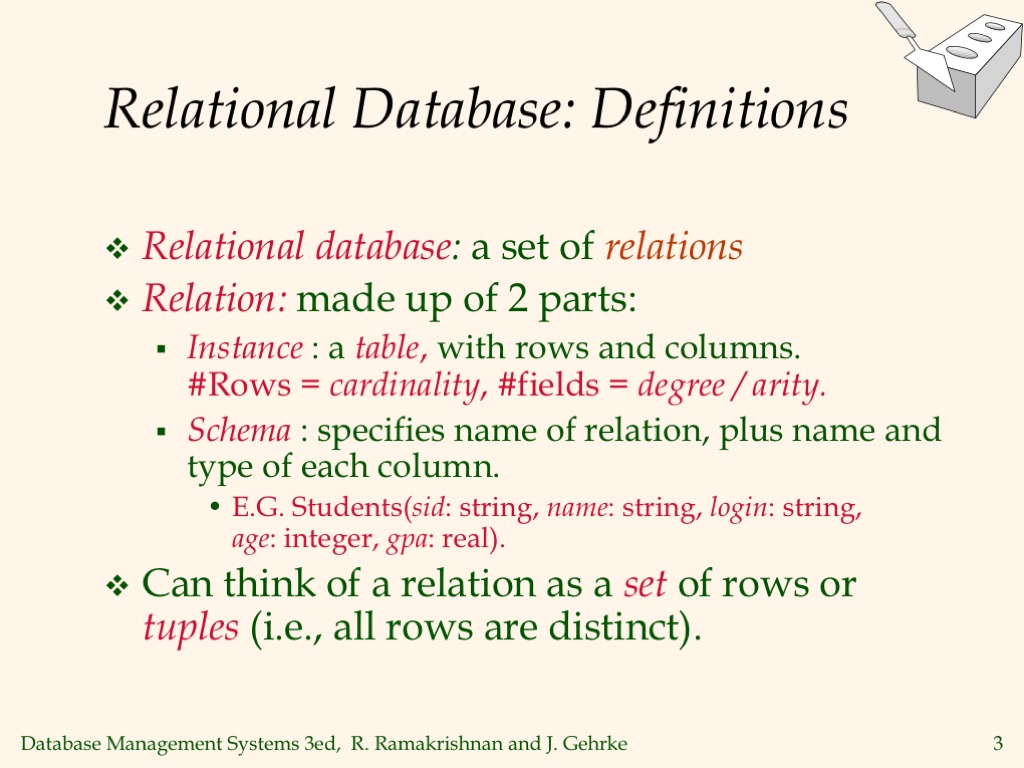 Relational Database: Definitions
❖ Relational database: a set of relations
❖ Relation: made up of 2 parts:
▪ Instance : a table, with rows and columns.
#Rows = cardinality, #fields = degree / arity.
▪ Schema : specifies name of relation, plus name and
type of each column.
• E.G. Students(sid: string, name: string, login: string,
age: integer, gpa: real).
❖ Can think of a relation as a set of rows or
tuples (i.e., all rows are distinct).
Database Management Systems 3ed, R. Ramakrishnan and J. Gehrke 3